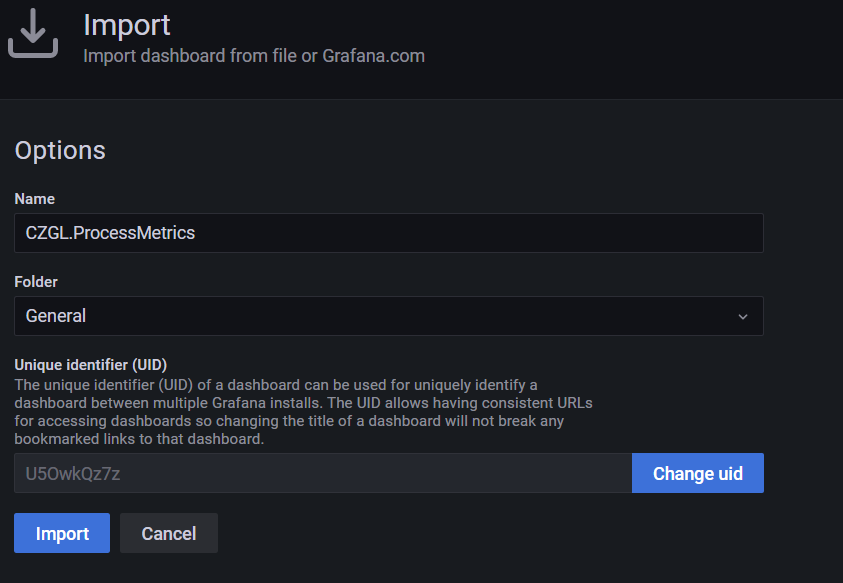 Import
Import dashboard from file or Grafana.com
Options
Name
CZGL.ProcessMetrics
Folder
General
Unique identifier (UID)
The unique identifier (UID) of a dashboard can be used for uniquely identify a
dashboard between multiple Grafana installs. The UID allows having consistent URLs
for accessing dashboards so changing the title of a dashboard will not break any
bookmarked links to that dashboard.
U5OwkQz7z
Change uid
Import
Cancel